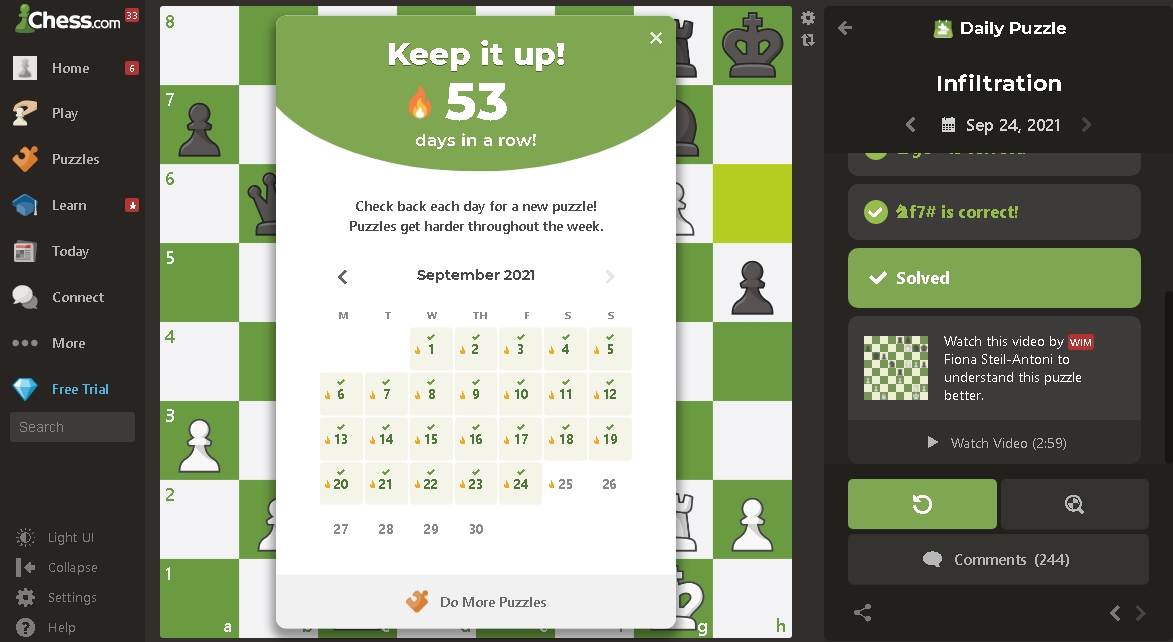 Chess.com
33
Home
6
Play
Puzzles
Learn
Today
Connect
More
Free Trial
Search
Light UI
Collapse
Settings
Help
8
7
6
5
4
3
2
1
a
g
h
Keep it up!
53
days in a row!
Check back each day for a new puzzle!
Puzzles get harder throughout the week.
September 2021
M T W TH F S S
1 2 3 4 5
6 7 8 9 10 11 12
13 14 15 16 17 18 19
20 21 22 23 24 25 26
27 28 29 30
Do More Puzzles
Daily Puzzle
Infiltration
Sep 24, 2021
f7# is correct!
Solved
Watch this video by WIM
Fiona Steil-Antoni to
understand this puzzle
better.
Watch Video (2:59)
Comments (244)